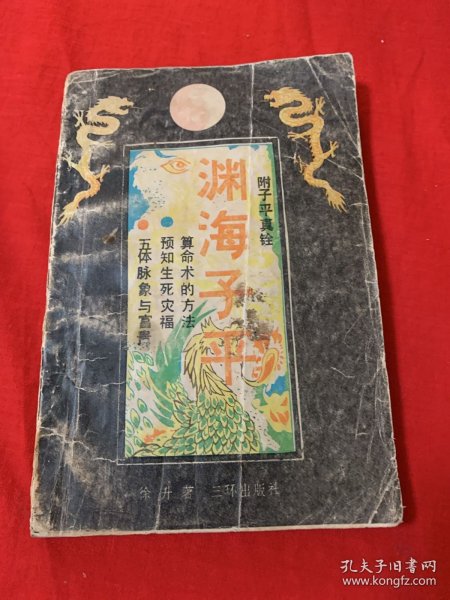 渊海子平
附子平真铨
算命术的方法
预知生死灾福
五体脉象与富
徐升著 三环出版社
孔夫子旧书网
www.kongfz.com